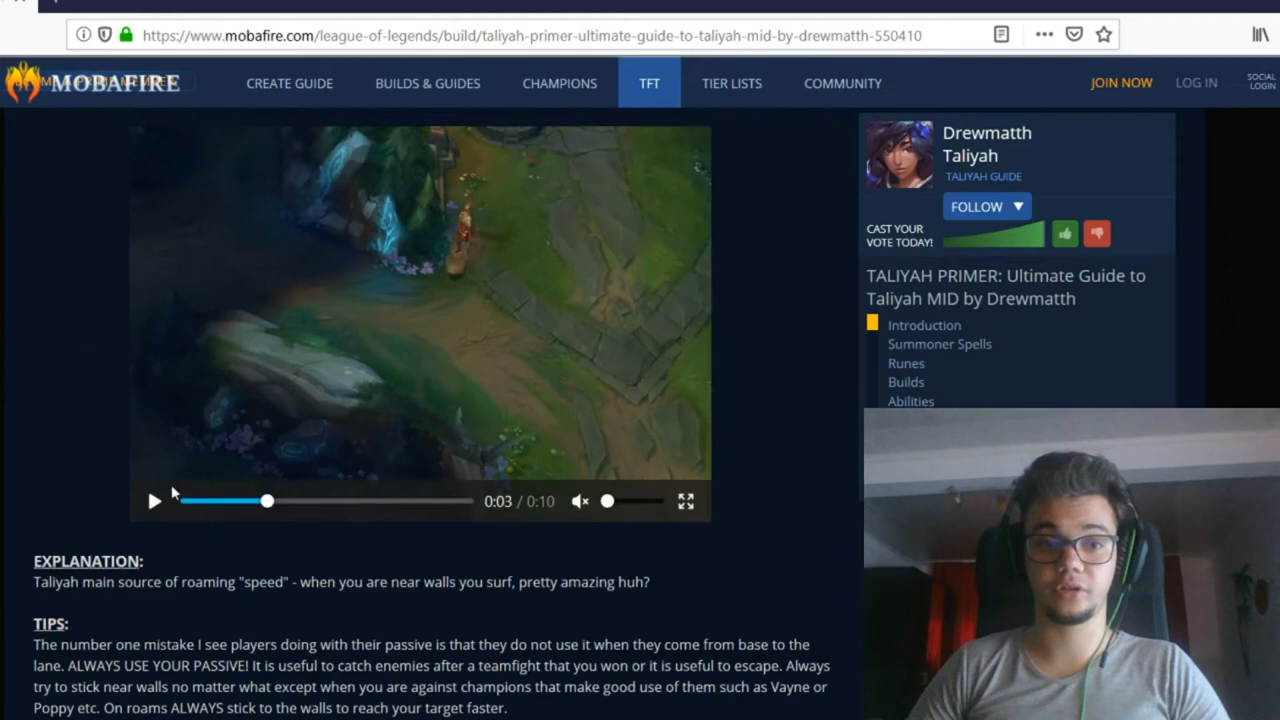 https://www.mobafire.com/league-of-legends/build/taliyah-primer-ultimate-guide-to-taliyah-mid-by-drewmatth-550410
MOBAFIRE
CREATE GUIDE
BUILDS & GUIDES
CHAMPIONS
TFT
TIER LISTS
COMMUNITY
JOIN NOW
LOG IN
SOCIAL
LOGIN
Drewmatth
Taliyah
TALIYAH GUIDE
FOLLOW
CAST YOUR
VOTE TODAY!
TALIYAH PRIMER: Ultimate Guide to
Taliyah MID by Drewmatth
Introduction
Summoner Spells
Runes
Builds
Abilities
0:03 / 0:10
EXPLANATION:
Taliyah main source of roaming "speed" - when you are near walls you surf, pretty amazing huh?
TIPS:
The number one mistake I see players doing with their passive is that they do not use it when they come from base to the
lane. ALWAYS USE YOUR PASSIVE! It is useful to catch enemies after a teamfight that you won or it is useful to escape. Always
try to stick near walls no matter what except when you are against champions that make good use of them such as Vayne or
Poppy etc. On roams ALWAYS stick to the walls to reach your target faster.